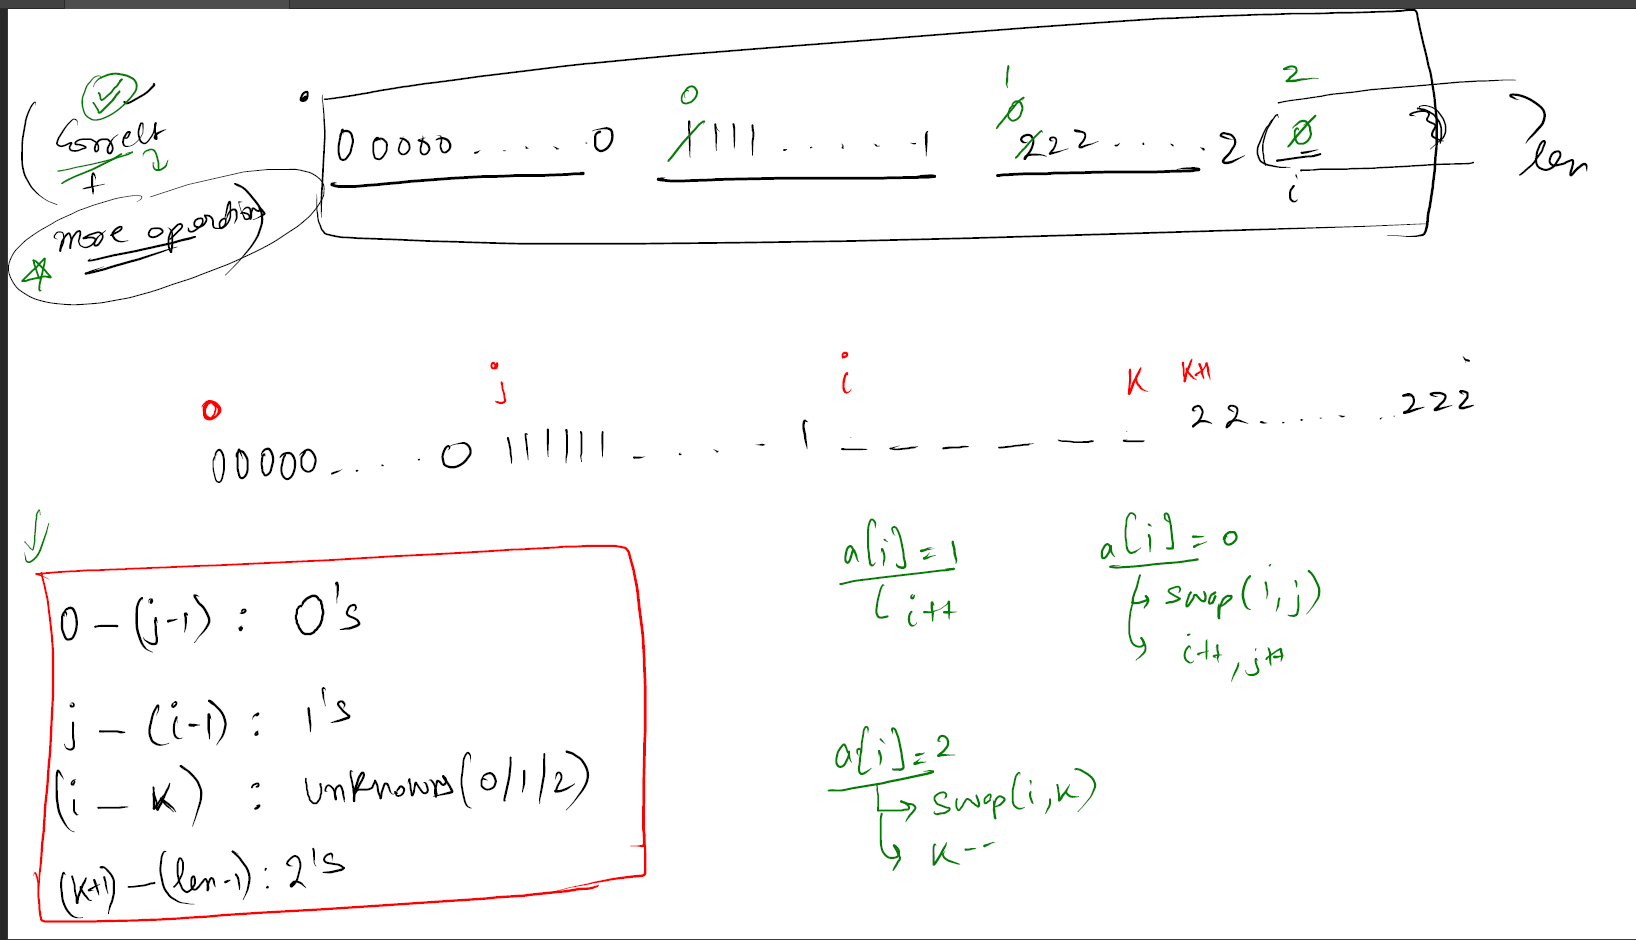 0 1 2
0
Correct 0 0000 ..... 0 1111 ...... 1 222 ..... 2 ( 0 ) len
+ i
more operation)
j i K K+1
0 22...... 222
00000.... 0 111111 _ . . . - 1 _ _ _ _ _ _
a[i]=1 a[i]=0
i++ swap(i,j)
i++, j++
0 – (j-1) : 0's
j – (i-1) : 1's
(i – K) : unknowns(0/1/2)
(K+1) – (len-1) : 2's
a[i]=2
swap(i,K)
K--